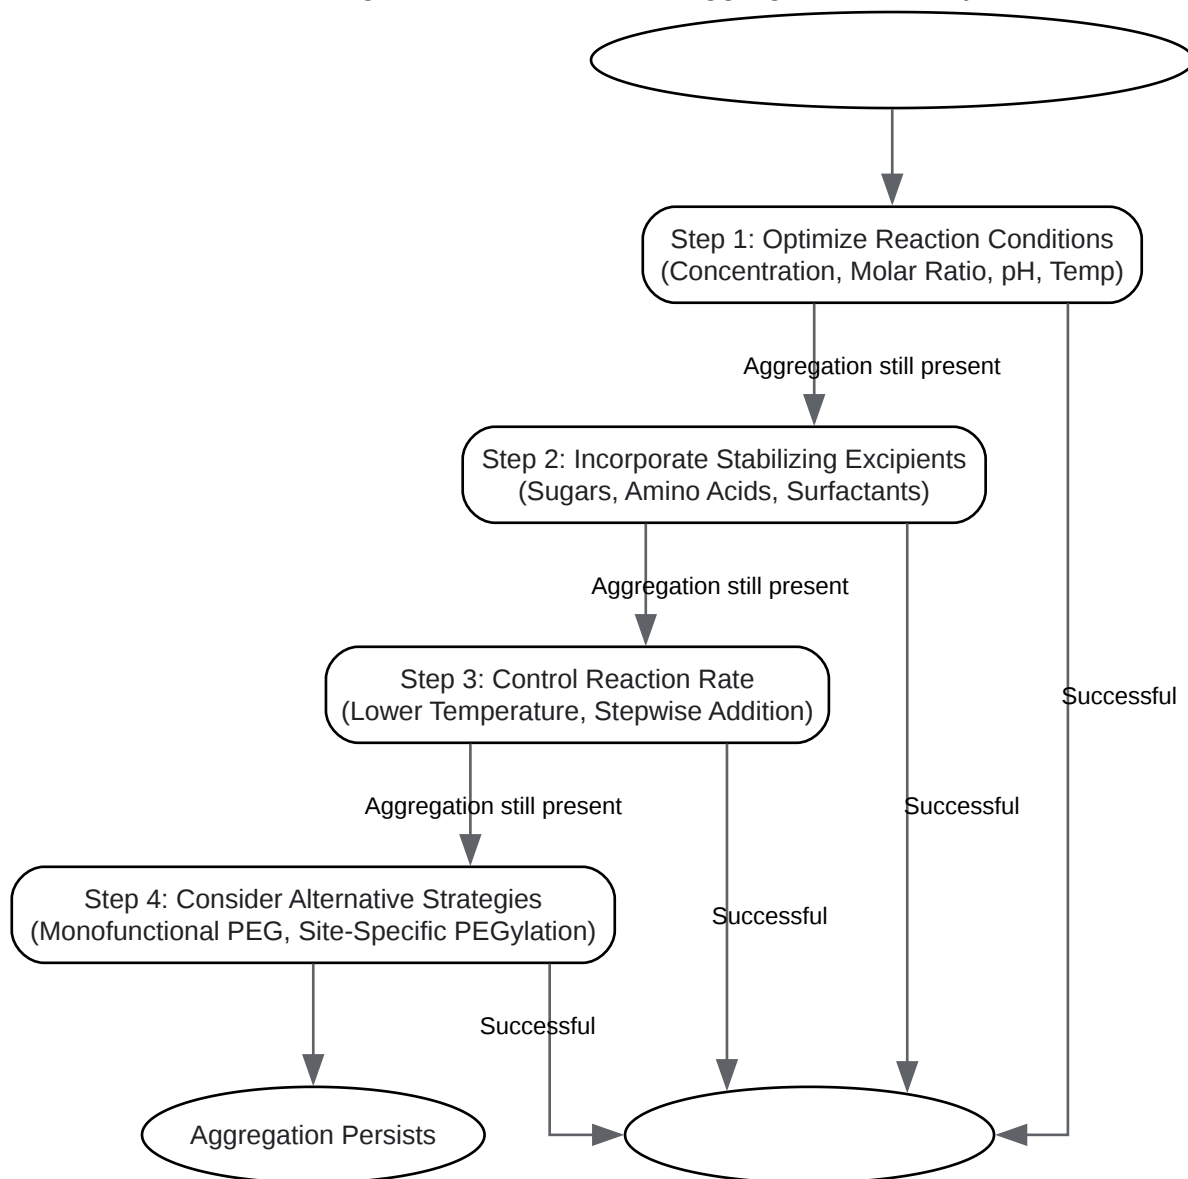 Step 1: Optimize Reaction Conditions
(Concentration, Molar Ratio, pH, Temp)
Aggregation still present
Step 2: Incorporate Stabilizing Excipients
(Sugars, Amino Acids, Surfactants)
Aggregation still present
Step 3: Control Reaction Rate
(Lower Temperature, Stepwise Addition)
Successful
Aggregation still present
Successful
Step 4: Consider Alternative Strategies
(Monofunctional PEG, Site-Specific PEGylation)
Successful
Successful
Aggregation Persists